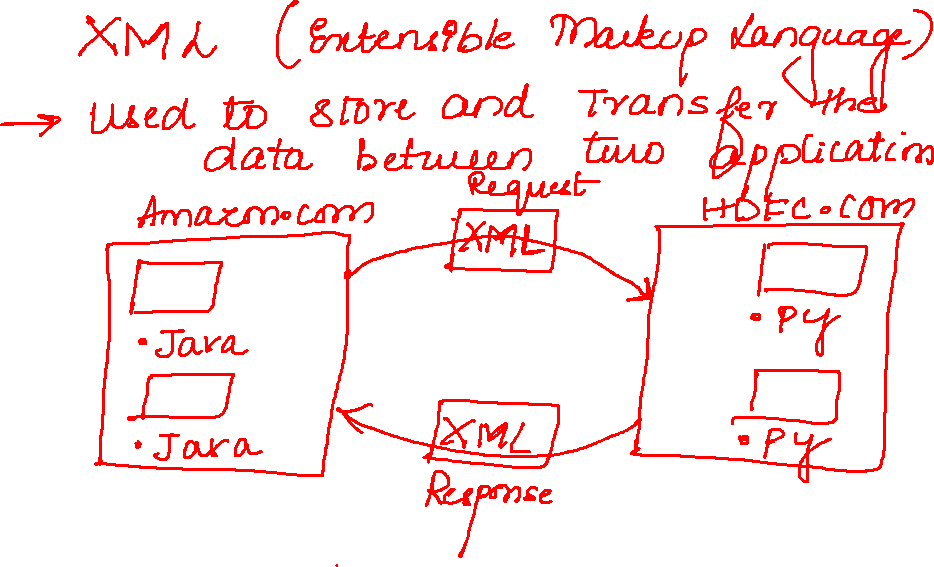 XML (Extensible Markup Language)
→ Used to store and Transfer the
data between two application
Request
Amazon.com
HDFC.com
XML
.Java
.Py
.Java
XML
.Py
Response